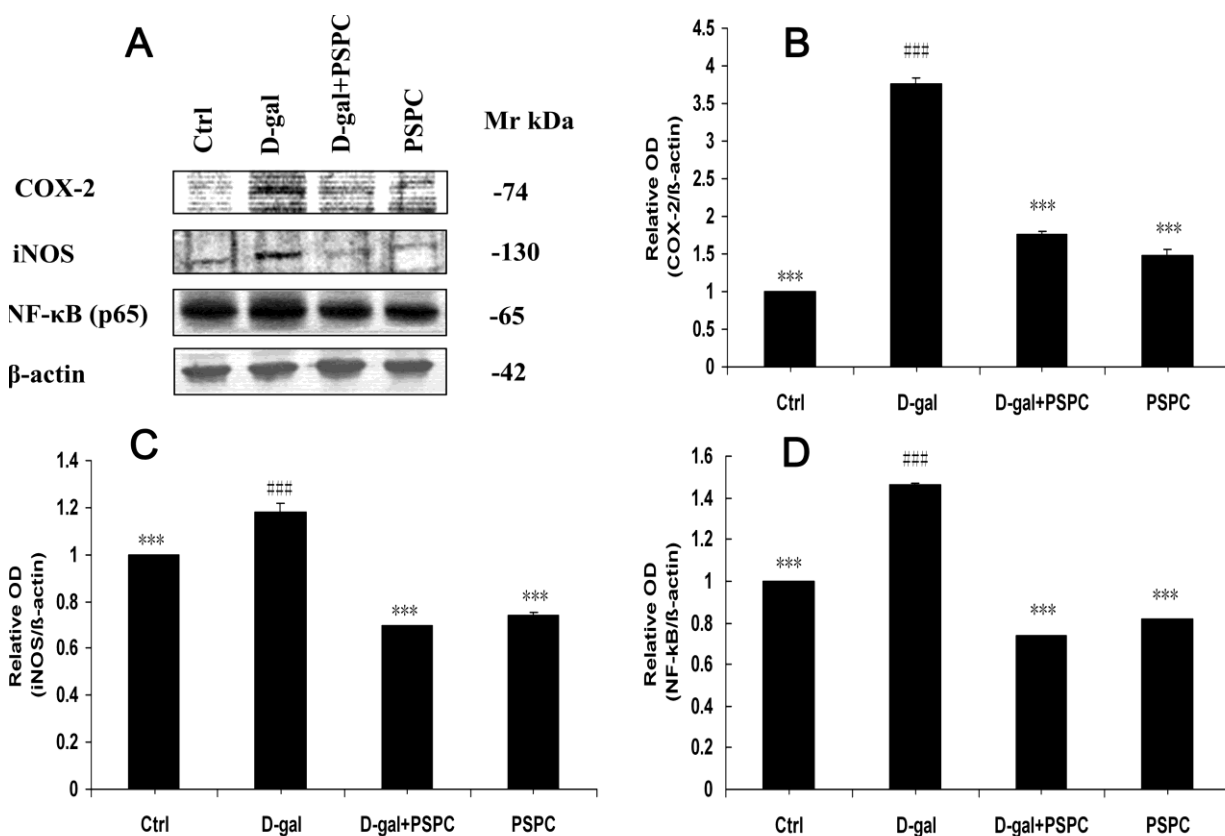 A
Ctrl
D-gal
D-gal+PSPC
PSPC
Mr kDa
COX-2
-74
iNOS
-130
NF-κB (p65)
-65
β-actin
-42
B
Relative OD
(COX-2/ß-actin)
4.5
4
3.5
3
2.5
2
1.5
1
0.5
0
***
###
***
***
Ctrl
D-gal
D-gal+PSPC
PSPC
C
Relative OD
(iNOS/ß-actin)
1.4
1.2
1
0.8
0.6
0.4
0.2
0
***
###
***
***
Ctrl
D-gal
D-gal+PSPC
PSPC
D
Relative OD
(NF-kB/ß-actin)
1.6
1.4
1.2
1
0.8
0.6
0.4
0.2
0
***
###
***
***
Ctrl
D-gal
D-gal+PSPC
PSPC